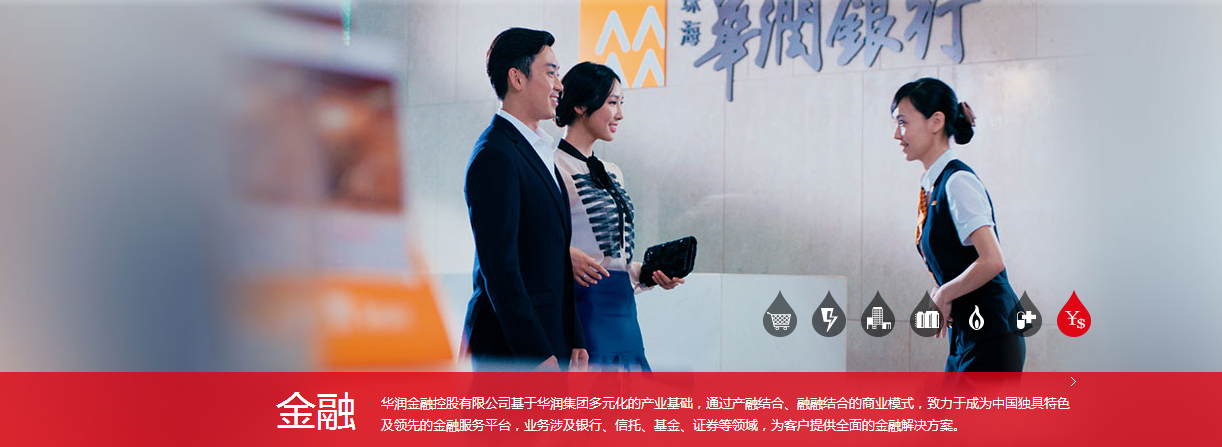 珠海
華潤銀行
¥$
金融
华润金融控股有限公司基于华润集团多元化的产业基础，通过产融结合、融融结合的商业模式，致力于成为中国独具特色
及领先的金融服务平台，业务涉及银行、信托、基金、证券等领域，为客户提供全面的金融解决方案。